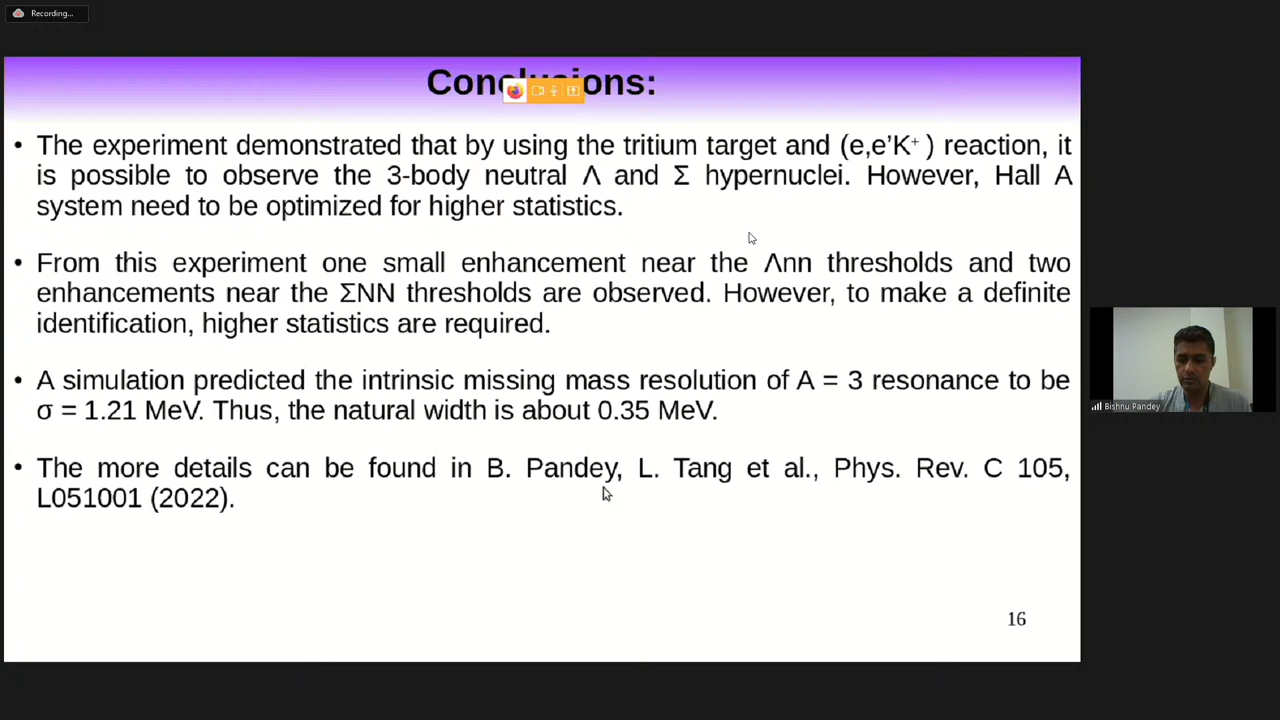 Recording...
Conclusions:
• The experiment demonstrated that by using the tritium target and (e,e’K+ ) reaction, it
is possible to observe the 3-body neutral Λ and Σ hypernuclei. However, Hall A
system need to be optimized for higher statistics.
• From this experiment one small enhancement near the Λnn thresholds and two
enhancements near the ΣNN thresholds are observed. However, to make a definite
identification, higher statistics are required.
• A simulation predicted the intrinsic missing mass resolution of A = 3 resonance to be
σ = 1.21 MeV. Thus, the natural width is about 0.35 MeV.
• The more details can be found in B. Pandey, L. Tang et al., Phys. Rev. C 105,
L051001 (2022).
Bishnu Pandey
16